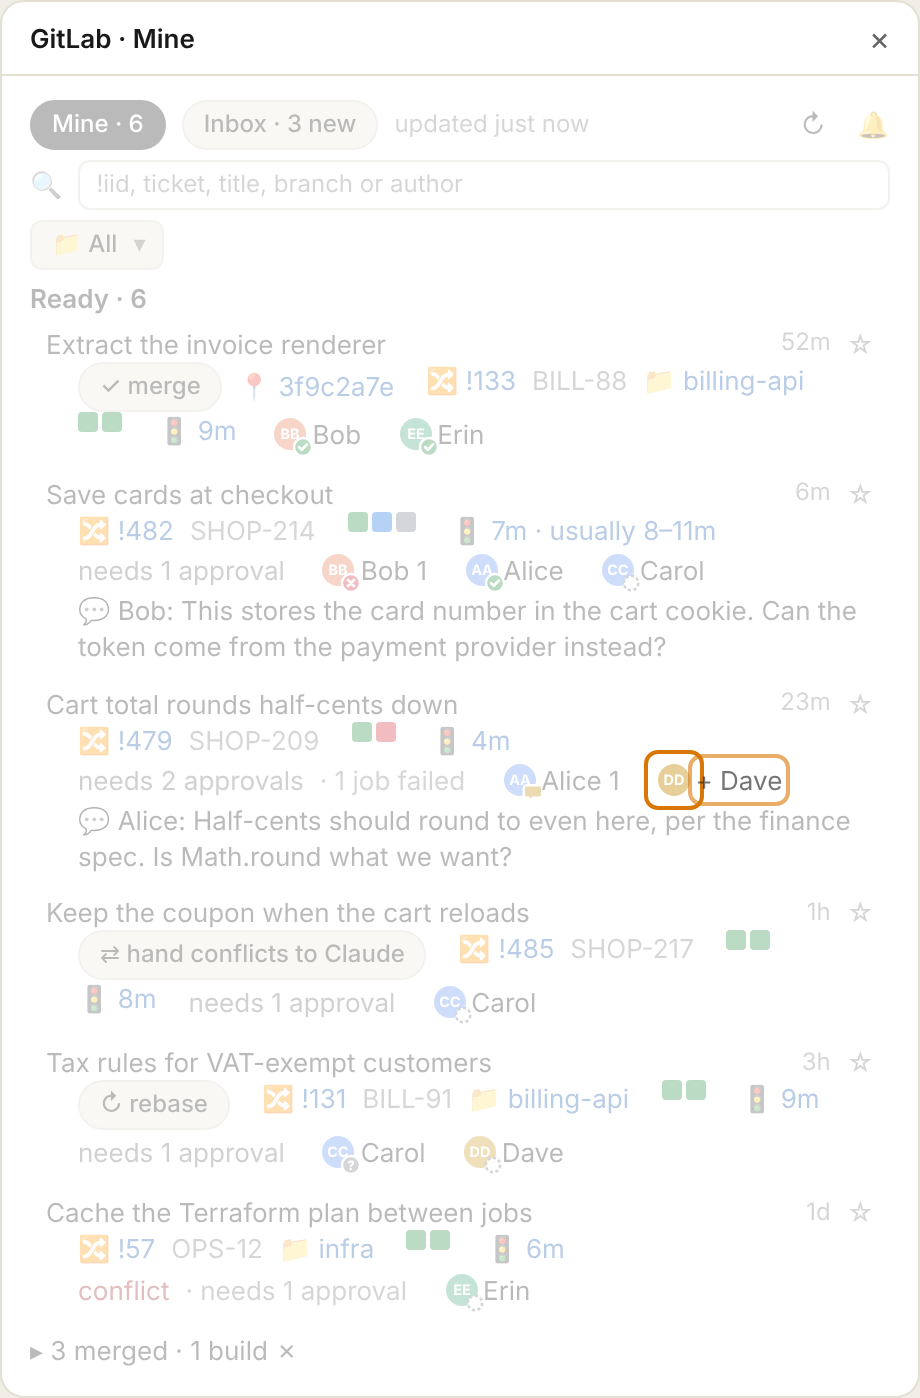 GitLab · Mine ×
Mine · 6 Inbox · 3 new updated just now
!iid, ticket, title, branch or author
All ▾
Ready · 6
Extract the invoice renderer 52m
✓ merge 3f9c2a7e !133 BILL-88 billing-api
9m BB Bob EE Erin
Save cards at checkout 6m
!482 SHOP-214 7m · usually 8–11m
needs 1 approval BB Bob 1 AA Alice CC Carol
Bob: This stores the card number in the cart cookie. Can the
token come from the payment provider instead?
Cart total rounds half-cents down 23m
!479 SHOP-209 4m
needs 2 approvals · 1 job failed AA Alice 1 DD + Dave
Alice: Half-cents should round to even here, per the finance
spec. Is Math.round what we want?
Keep the coupon when the cart reloads 1h
⇄ hand conflicts to Claude !485 SHOP-217
8m needs 1 approval CC Carol
Tax rules for VAT-exempt customers 3h
↻ rebase !131 BILL-91 billing-api 9m
needs 1 approval CC ? Carol DD Dave
Cache the Terraform plan between jobs 1d
!57 OPS-12 infra 6m
conflict · needs 1 approval EE Erin
▸ 3 merged · 1 build ×